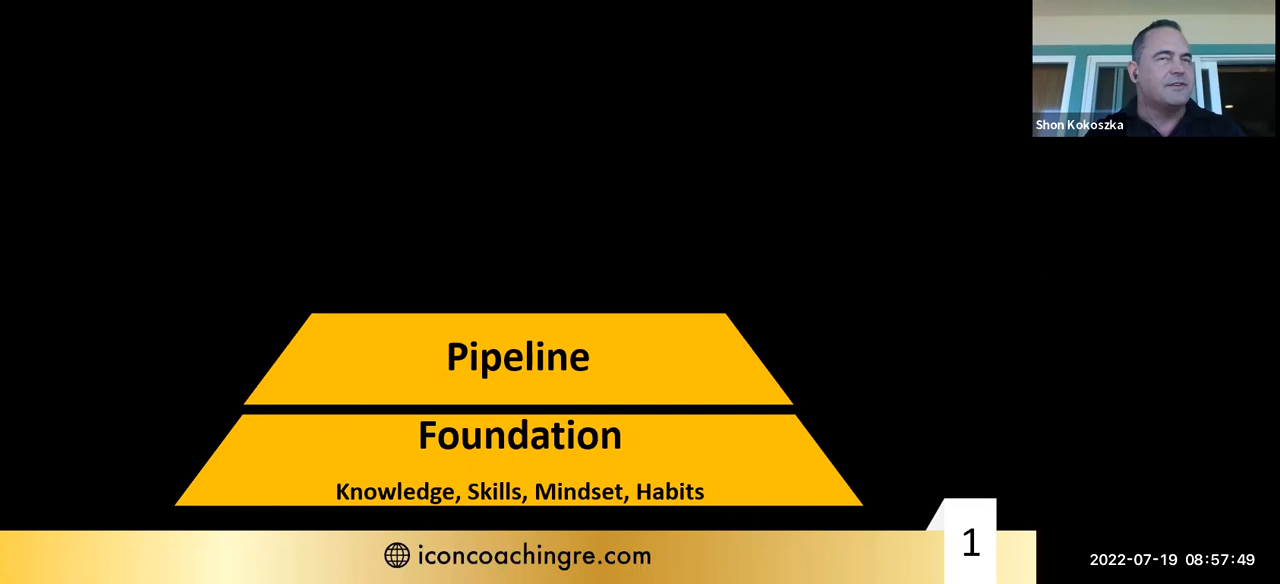 Shon Kokoszka
Pipeline
Foundation
Knowledge, Skills, Mindset, Habits
iconcoachingre.com
1
2022-07-19 08:57:49